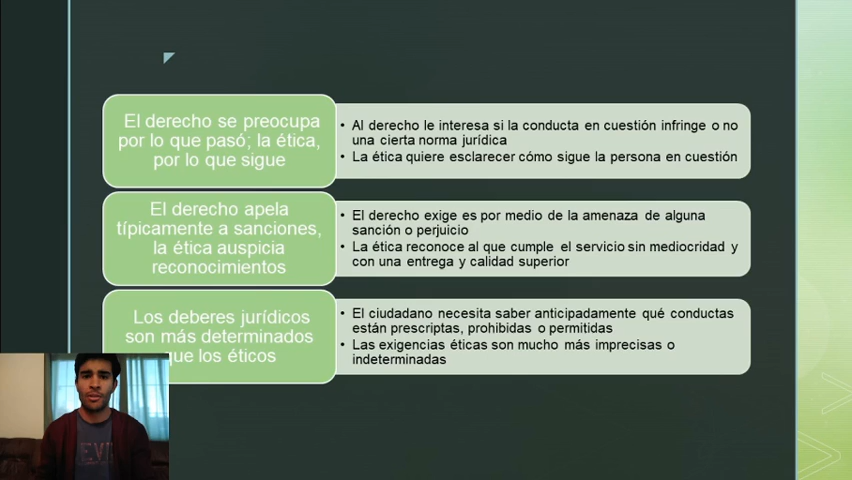 El derecho se preocupa
por lo que pasó; la ética,
por lo que sigue
• Al derecho le interesa si la conducta en cuestión infringe o no
una cierta norma jurídica
• La ética quiere esclarecer cómo sigue la persona en cuestión
El derecho apela
típicamente a sanciones,
la ética auspicia
reconocimientos
• El derecho exige es por medio de la amenaza de alguna
sanción o perjuicio
• La ética reconoce al que cumple el servicio sin mediocridad y
con una entrega y calidad superior
Los deberes jurídicos
son más determinados
que los éticos
• El ciudadano necesita saber anticipadamente qué conductas
están prescriptas, prohibidas o permitidas
• Las exigencias éticas son mucho más imprecisas o
indeterminadas